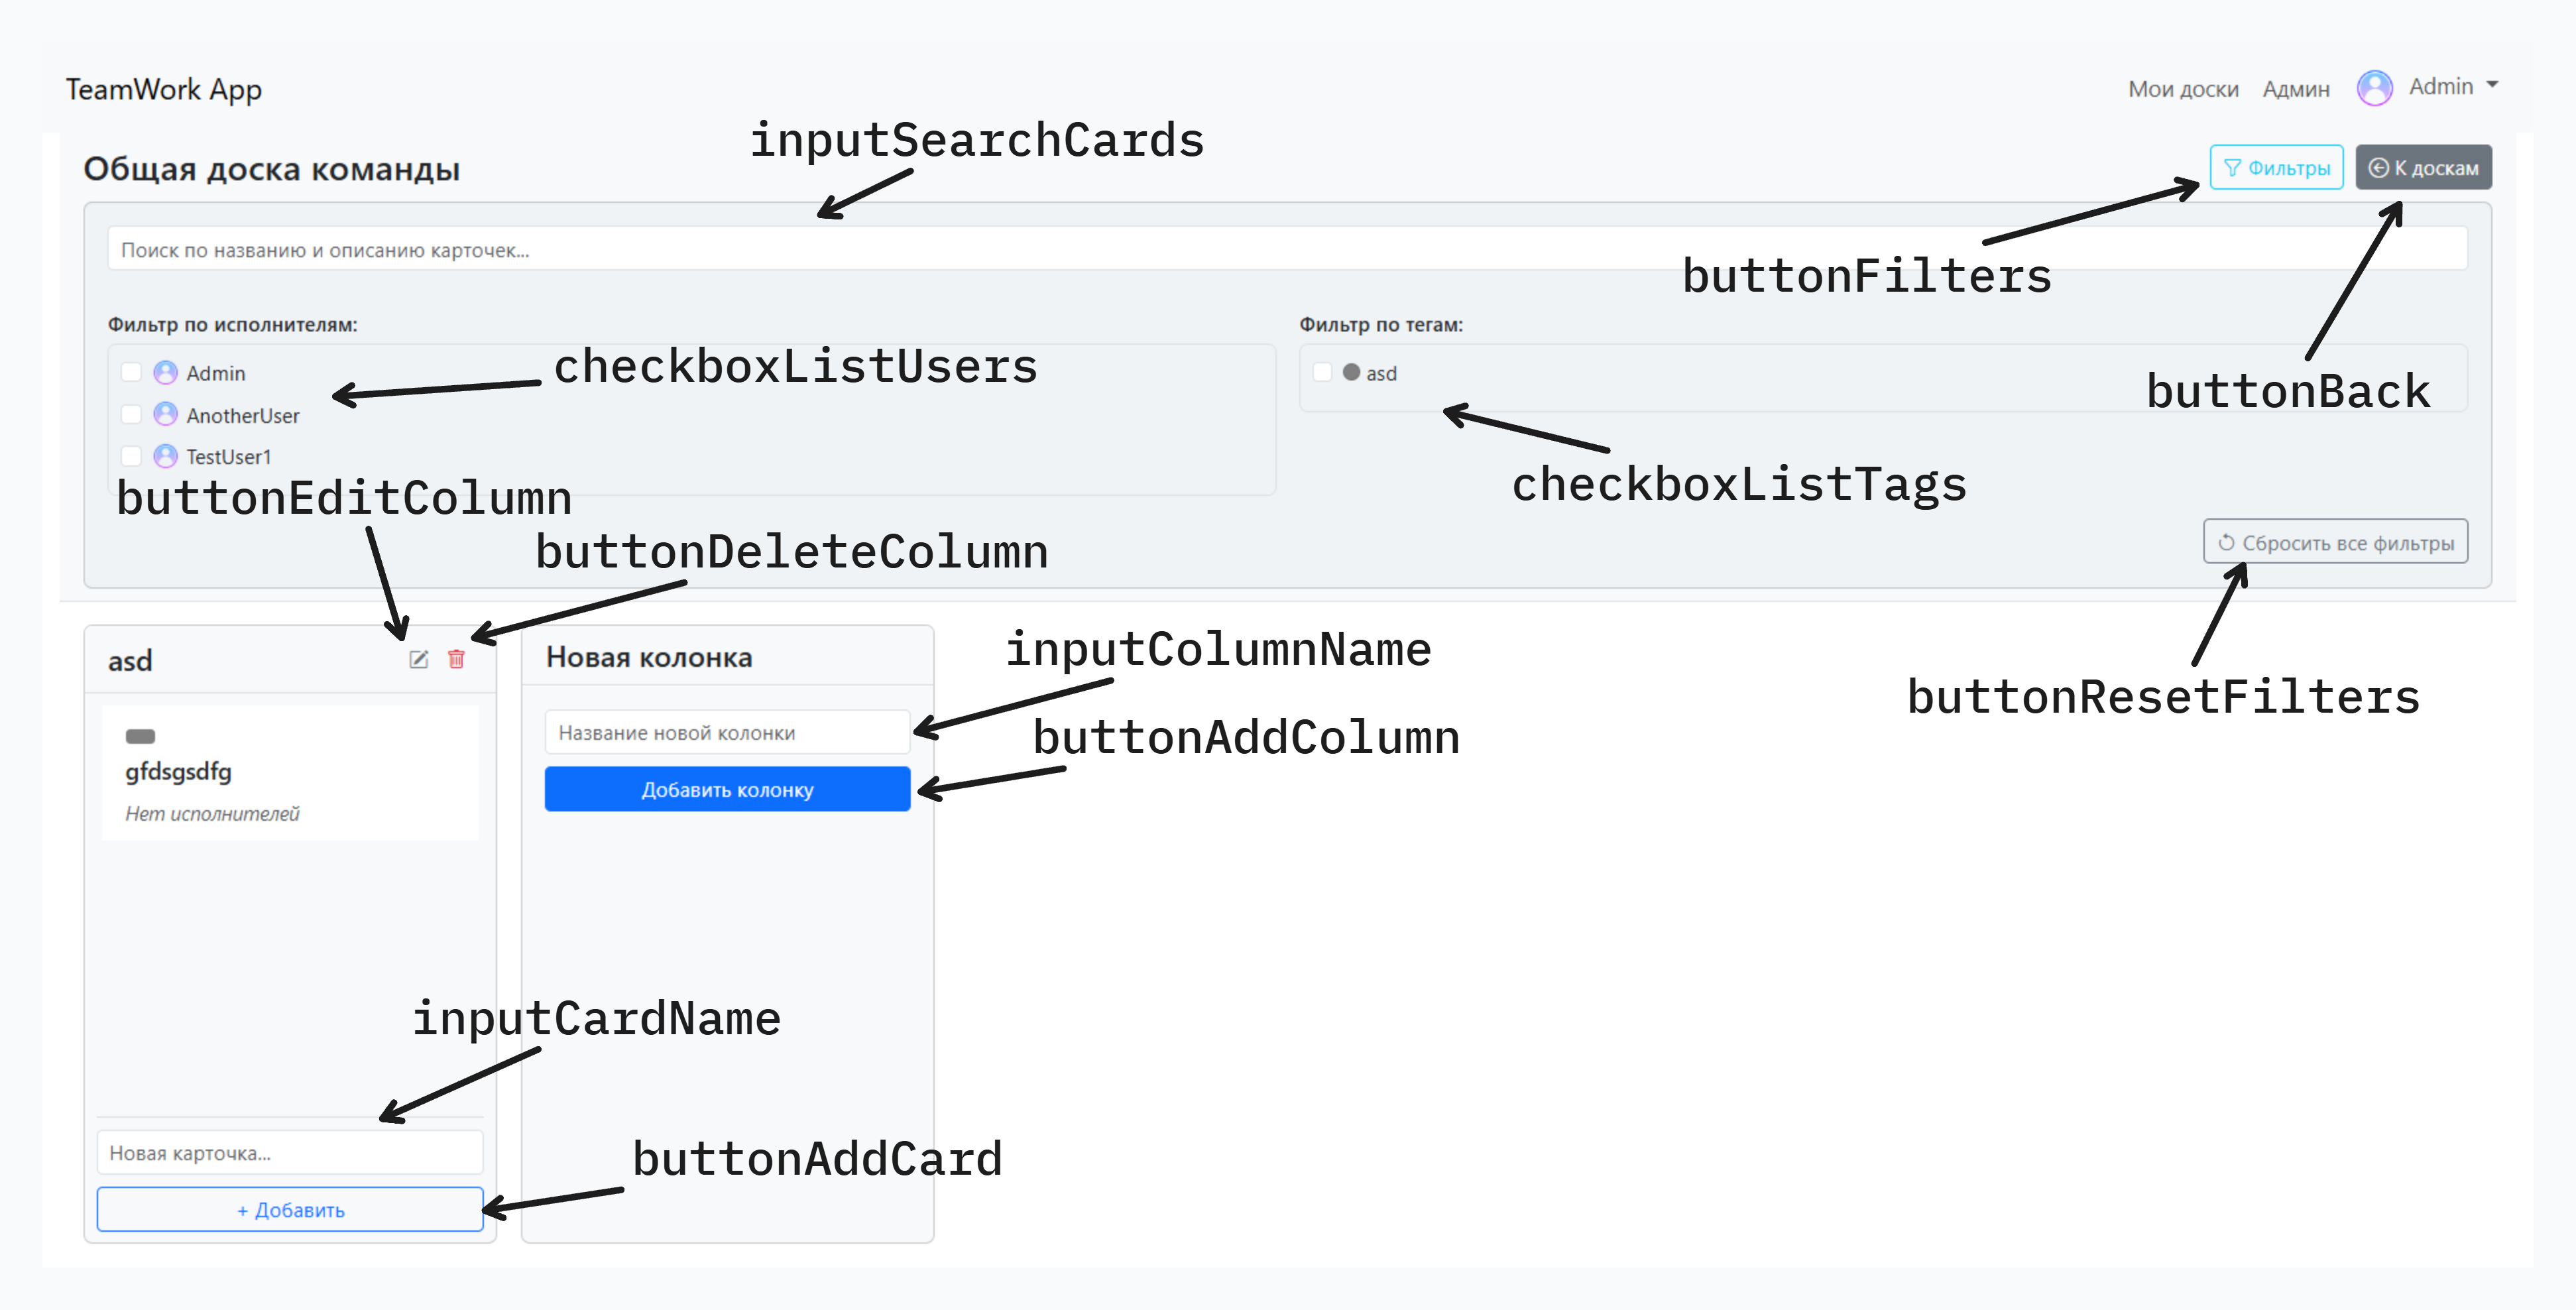 TeamWork App
Мои доски Админ Admin
inputSearchCards
Общая доска команды
Фильтры К доскам
Поиск по названию и описанию карточек...
buttonFilters
Фильтр по исполнителям:
Фильтр по тегам:
checkboxListUsers
Admin
asd
buttonBack
AnotherUser
TestUser1
checkboxListTags
buttonEditColumn
buttonDeleteColumn
Сбросить все фильтры
asd
Новая колонка
inputColumnName
buttonResetFilters
Название новой колонки
buttonAddColumn
gfdsgsdfg
Добавить колонку
Нет исполнителей
inputCardName
Новая карточка...
buttonAddCard
+ Добавить